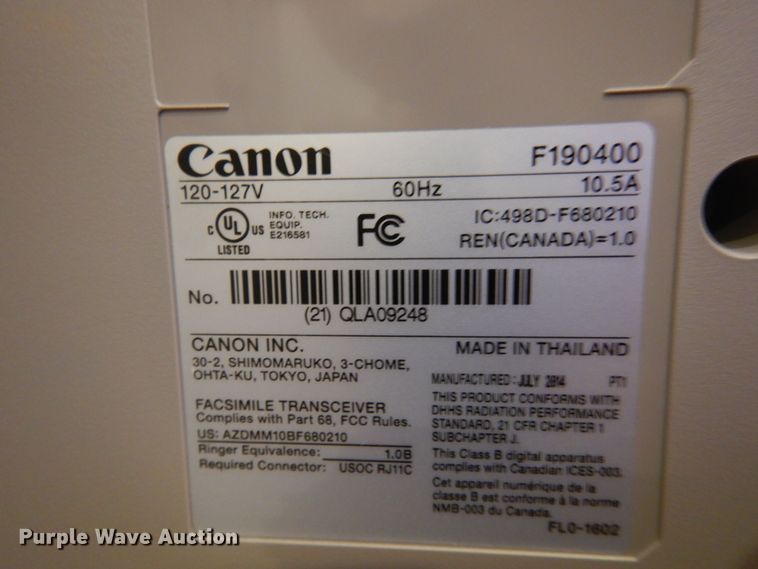 Canon F190400
120-127V 60Hz 10.5A
C UL US LISTED
INFO. TECH.
EQUIP.
E216581
FC
IC:498D-F680210
REN(CANADA)=1.0
No.
(21) QLA09248
CANON INC.
30-2, SHIMOMARUKO, 3-CHOME,
OHTA-KU, TOKYO, JAPAN
FACSIMILE TRANSCEIVER
Complies with Part 68, FCC Rules.
US: AZDMM10BF680210
Ringer Equivalence: 1.0B
Required Connector: USOC RJ11C
MADE IN THAILAND
MANUFACTURED: JULY 2014 PT1
THIS PRODUCT CONFORMS WITH
DHHS RADIATION PERFORMANCE
STANDARD, 21 CFR CHAPTER 1
SUBCHAPTER J.
This Class B digital apparatus
complies with Canadian ICES-003.
Cet appareil numérique de la
classe B est conforme à la norme
NMB-003 du Canada.
FL0-1602
Purple Wave Auction